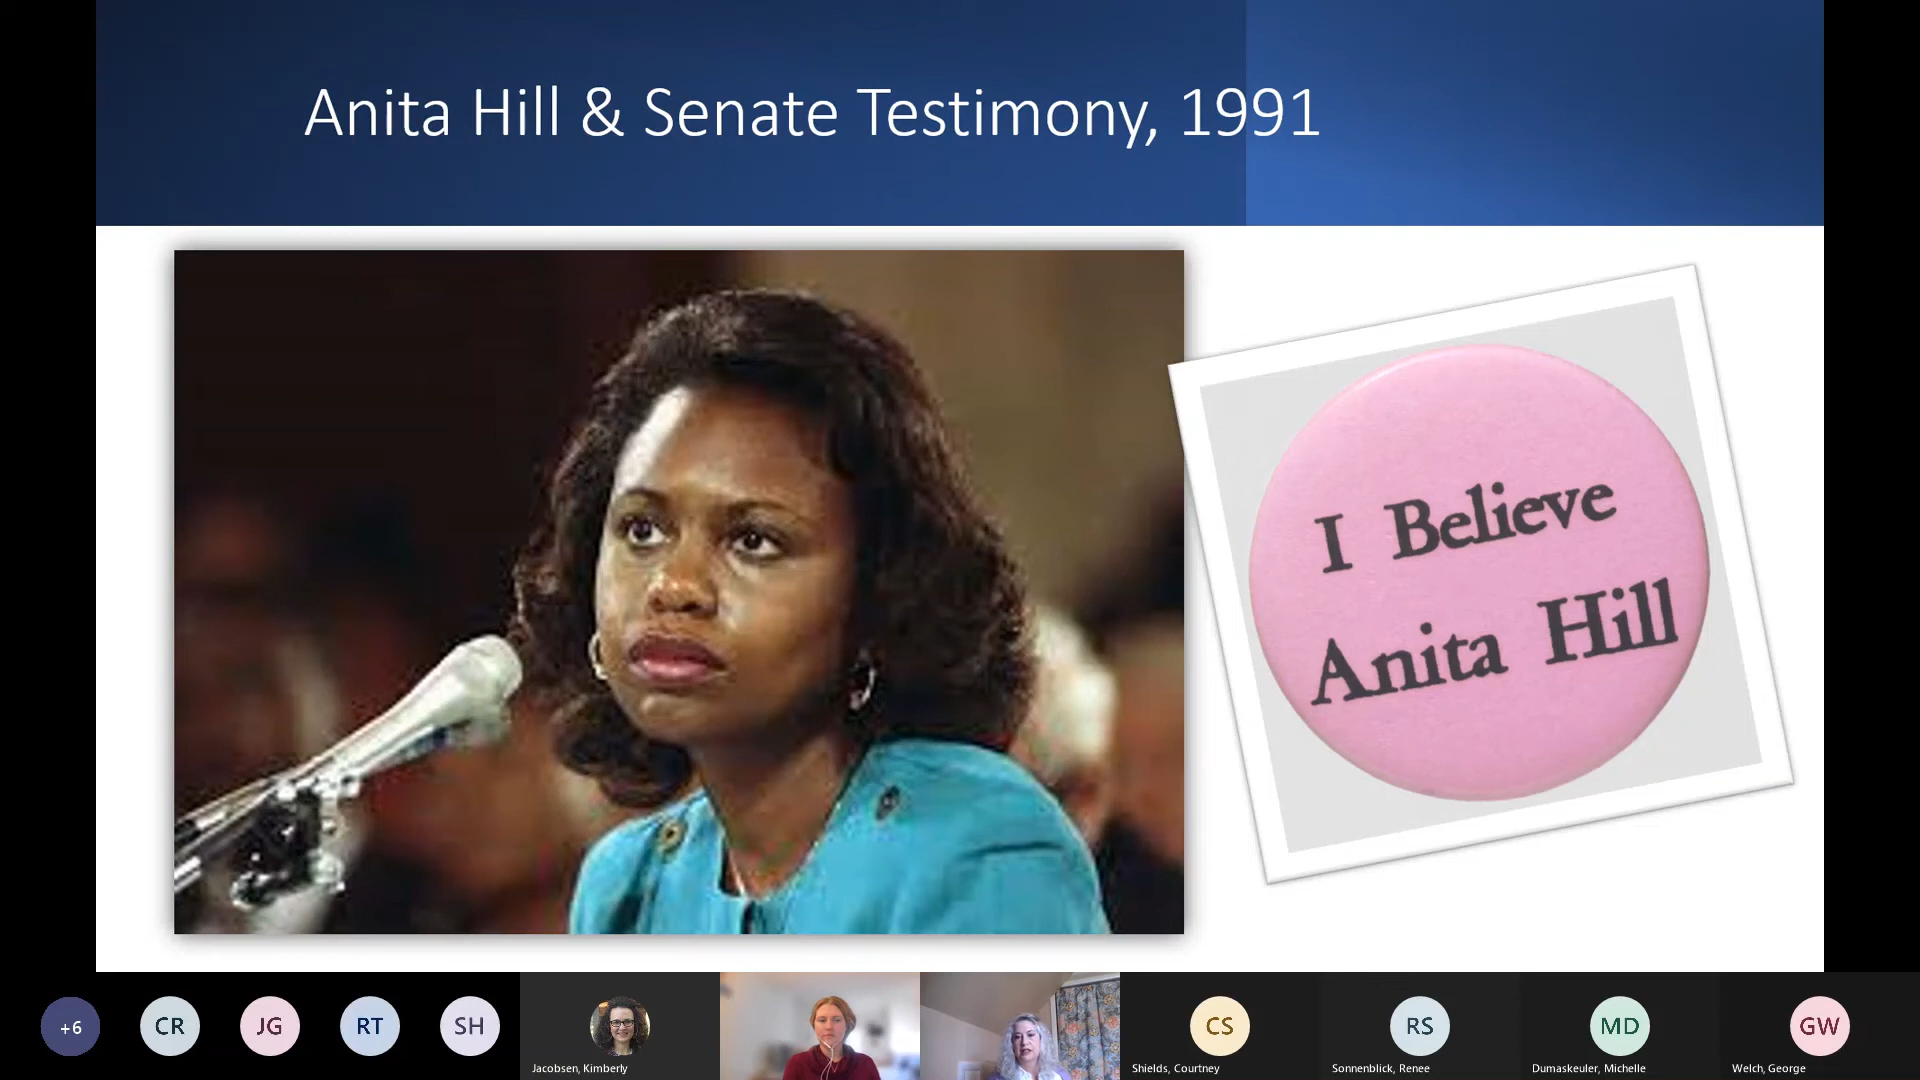 Anita Hill & Senate Testimony, 1991
I Believe
Anita Hill
+6
CR
JG
RT
SH
CS
RS
MD
GW
Jacobsen, Kimberly
Shields, Courtney
Sonnenblick, Renee
Dumaskeuler, Michelle
Welch, George